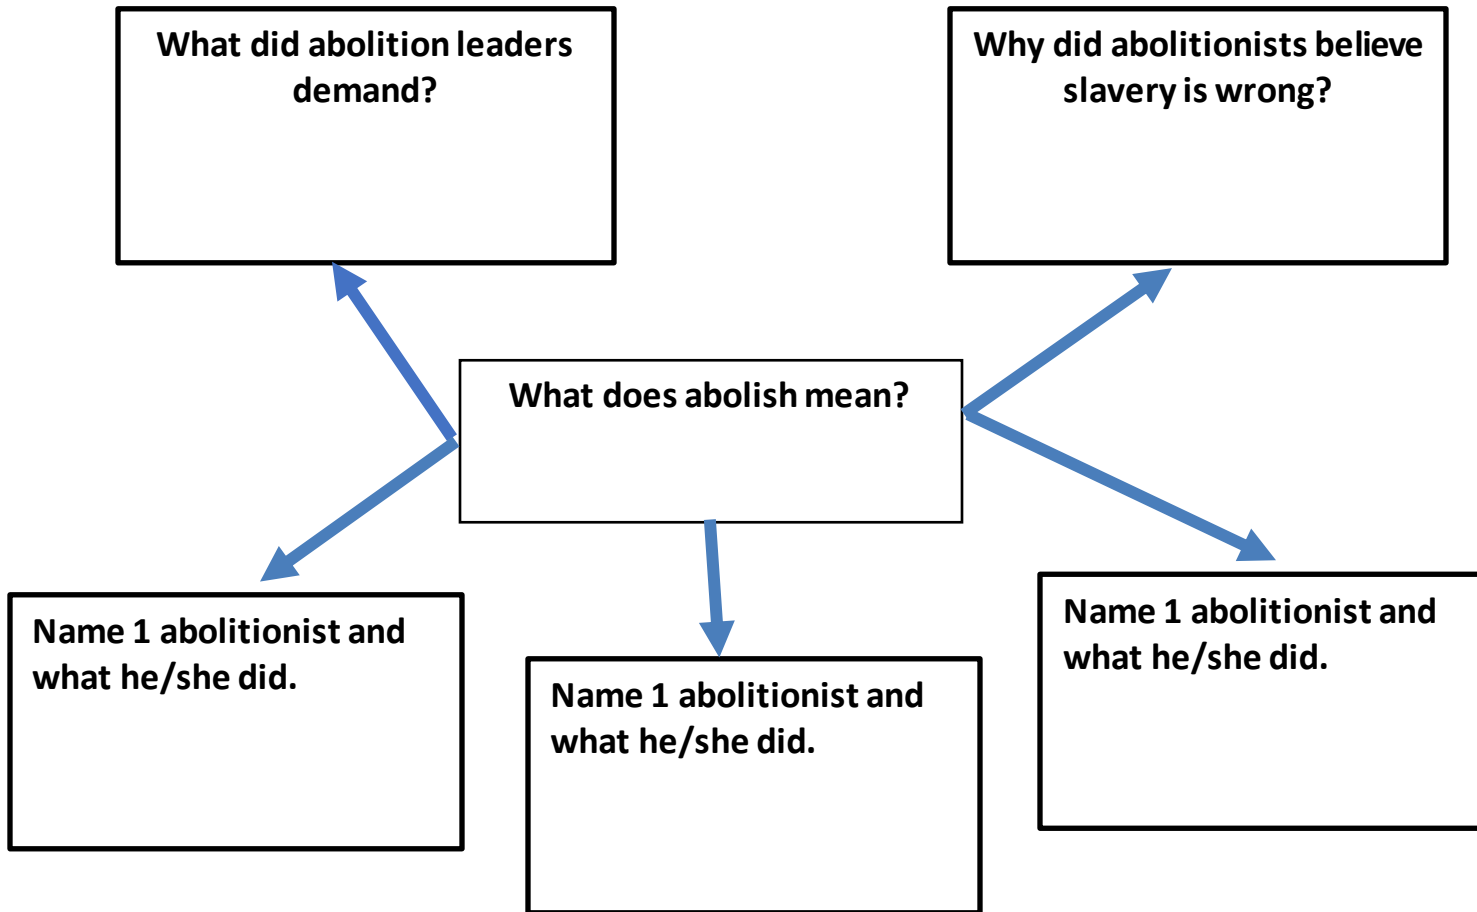 What did abolition leaders
demand?
Why did abolitionists believe
slavery is wrong?
What does abolish mean?
Name 1 abolitionist and
what he/she did.
Name 1 abolitionist and
what he/she did.
Name 1 abolitionist and
what he/she did.